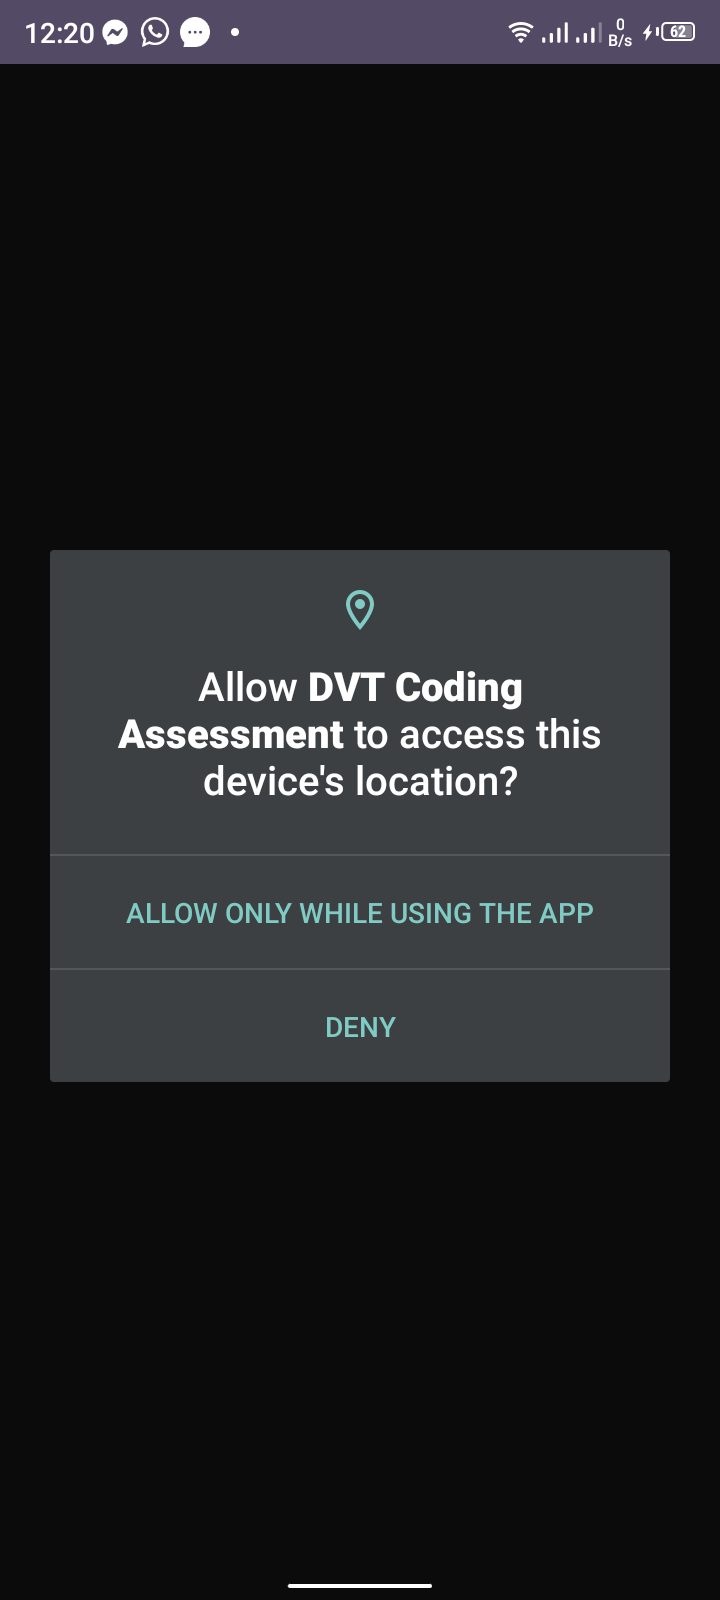 12:20
0
B/s
62
Allow DVT Coding
Assessment to access this
device's location?
ALLOW ONLY WHILE USING THE APP
DENY